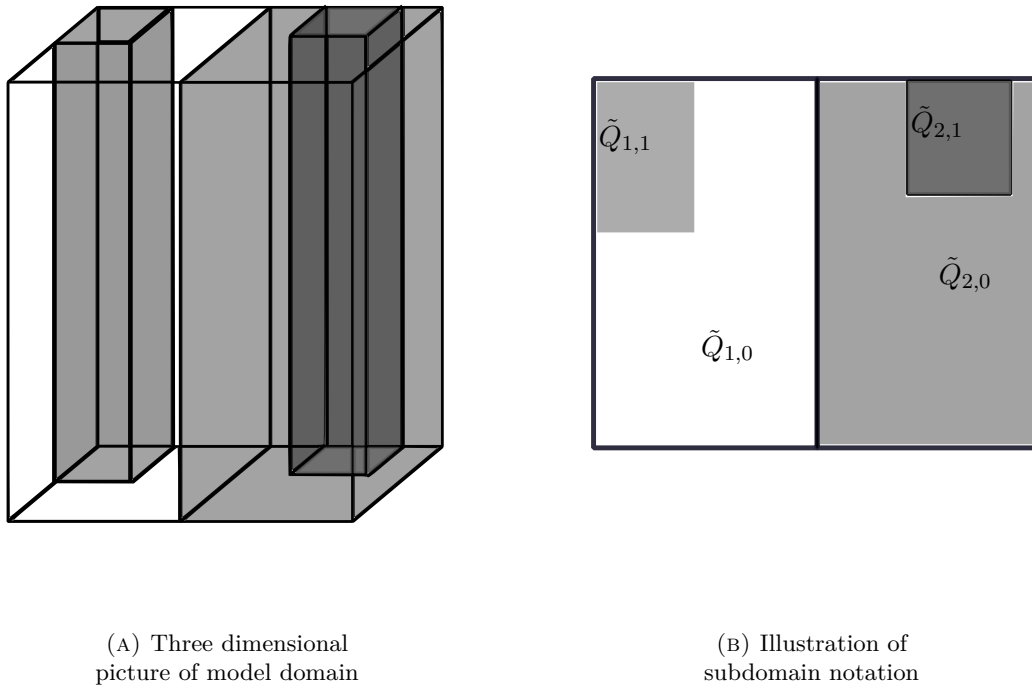 Q̃1,1
Q̃2,1
Q̃2,0
Q̃1,0
(A) Three dimensional
picture of model domain
(B) Illustration of
subdomain notation